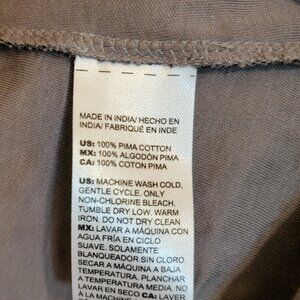 MADE IN INDIA/ HECHO EN
INDIA/ FABRIQUÉ EN INDE
US: 100% PIMA COTTON
MX: 100% ALGODÓN PIMA
CA: 100% COTON PIMA
US: MACHINE WASH COLD,
GENTLE CYCLE. ONLY
NON-CHLORINE BLEACH.
TUMBLE DRY LOW. WARM
IRON. DO NOT DRY CLEAN
MX: LAVAR A MÁQUINA CON
AGUA FRÍA EN CICLO
SUAVE. SOLAMENTE
BLANQUEADOR SIN CLORO.
SECAR A MÁQUINA A BAJA
TEMPERATURA. PLANCHAR
A TEMPERATURA MEDIA. NO
LAVAR EN SECO CA: LAVER
À LA MACHINE